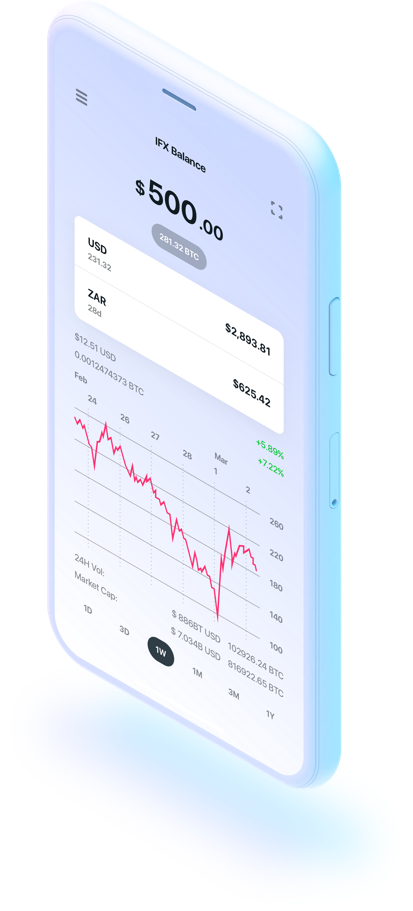 IFX Balance
$500.00
281.32 BTC
USD
231.32
$2,893.81
ZAR
28d
$625.42
$12.51 USD
+5.89%
0.0012474373 BTC
+7.22%
Feb
Mar
24 26 27 28 1 2
260
220
180
140
100
24H Vol: $ 886BT USD 102926.24 BTC
Market Cap: $ 7.034B USD 816922.65 BTC
1D 3D 1W 1M 3M 1Y